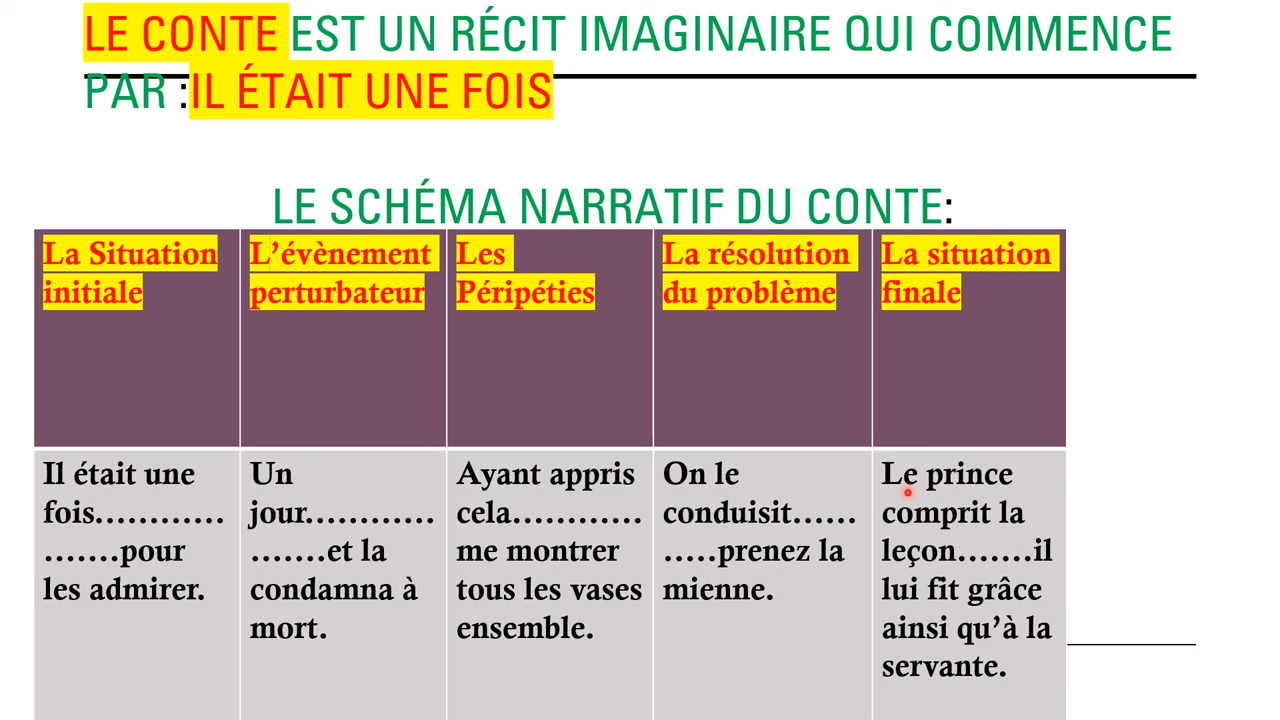 LE CONTE EST UN RÉCIT IMAGINAIRE QUI COMMENCE
PAR :IL ÉTAIT UNE FOIS
LE SCHÉMA NARRATIF DU CONTE:
La Situation
initiale
L’évènement
perturbateur
Les
Péripéties
La résolution
du problème
La situation
finale
Il était une
fois…………
…….pour
les admirer.
Un
jour…………
…….et la
condamna à
mort.
Ayant appris
cela…………
me montrer
tous les vases
ensemble.
On le
conduisit……
…..prenez la
mienne.
Le prince
comprit la
leçon…….il
lui fit grâce
ainsi qu’à la
servante.